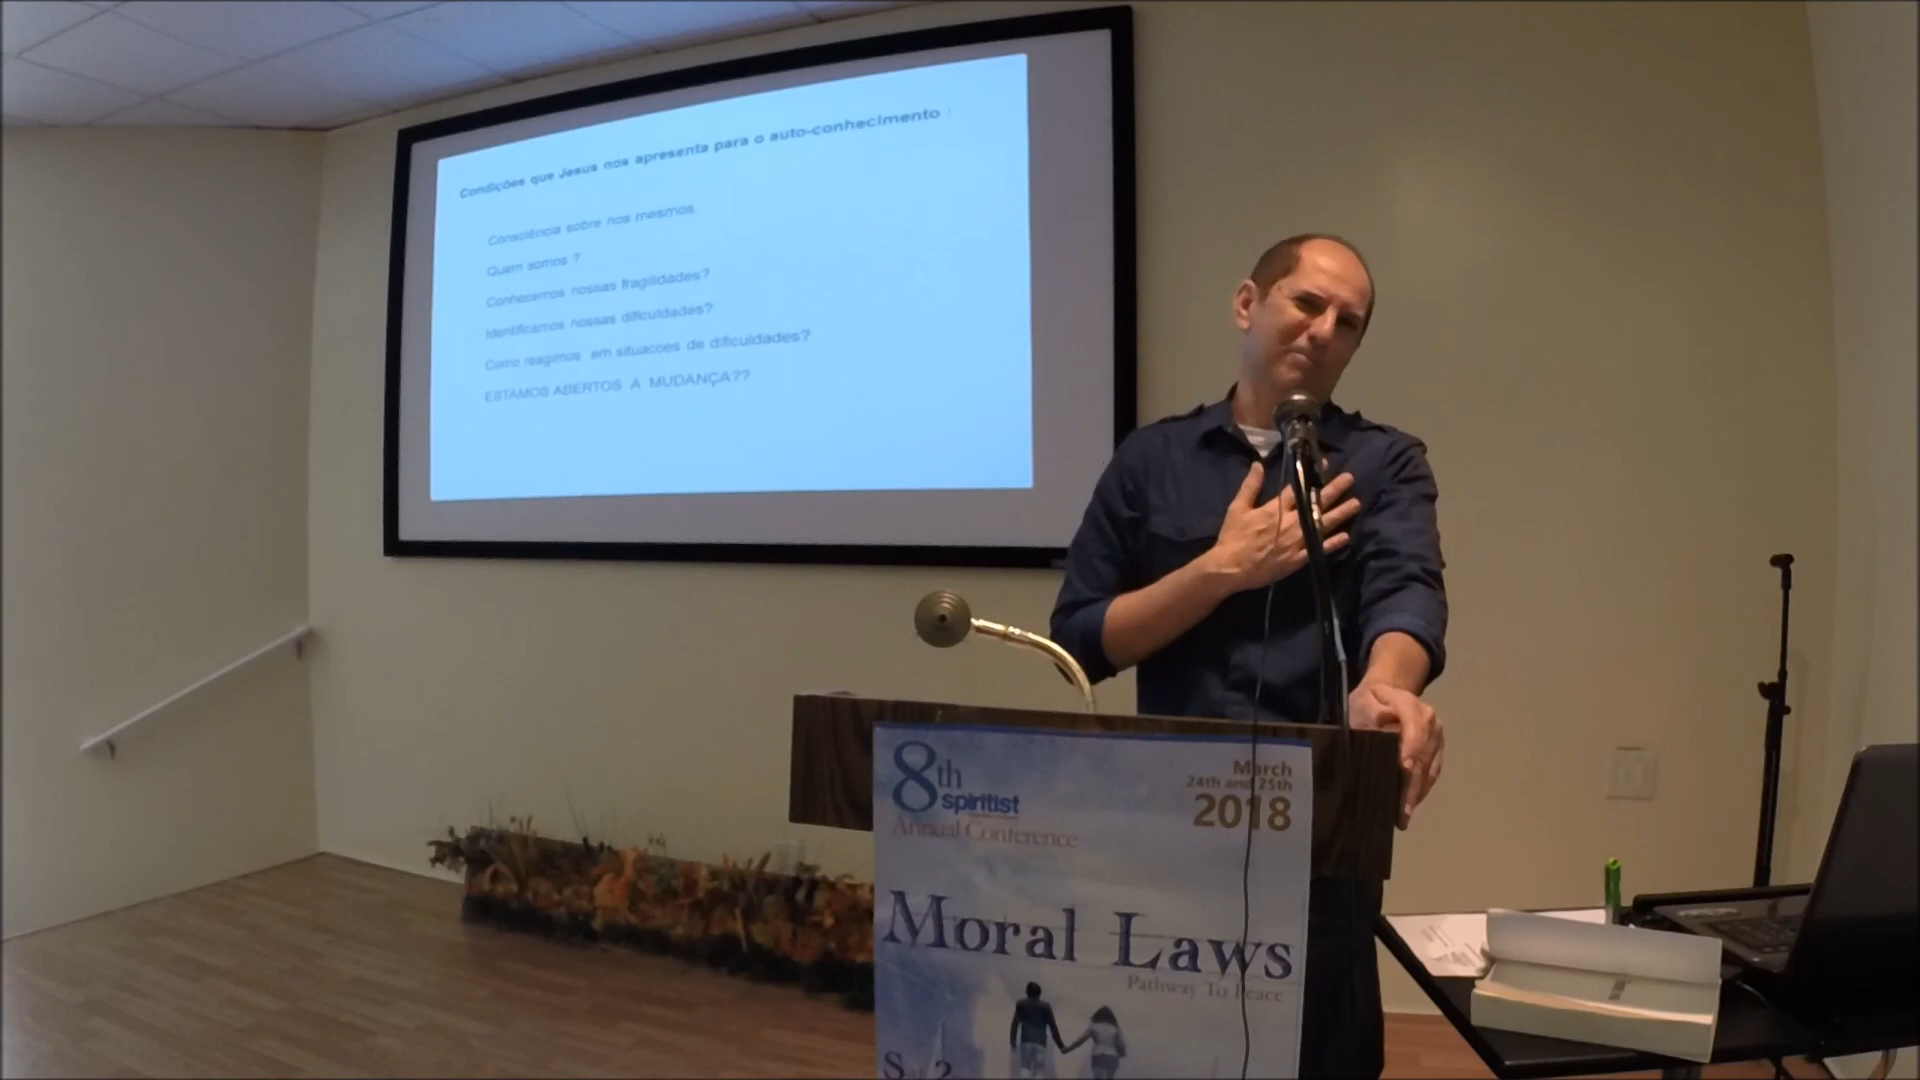 Condições que Jesus nos apresenta para o auto-conhecimento :
Consciência sobre nos mesmos.
Quem somos ?
Conhecemos nossas fragilidades?
Identificamos nossas dificuldades?
Como reagimos em situacoes de dificuldades?
ESTAMOS ABERTOS A MUDANÇA??
8th
spiritist
Annual Conference
March
24th and 25th
2018
Moral Laws
Pathway To Peace